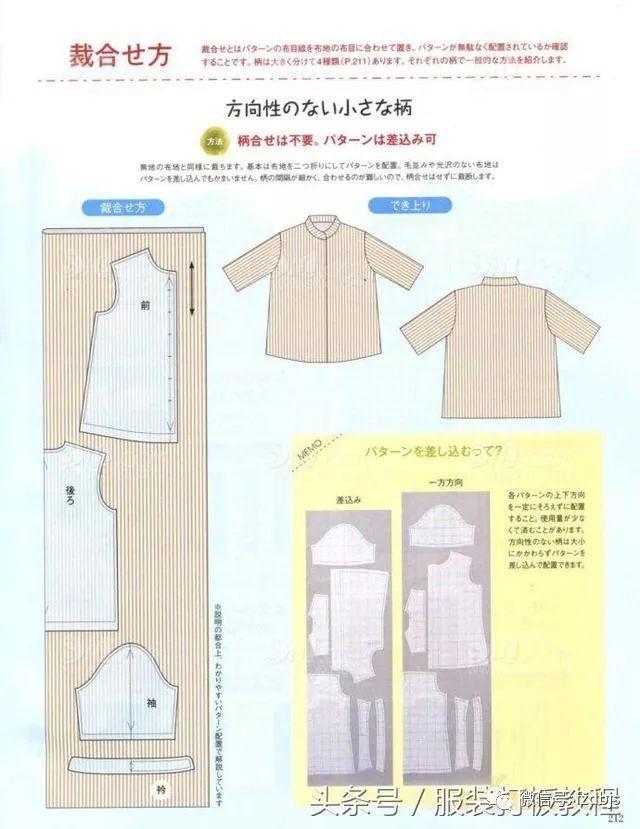 裁合せ方
裁合せとはパターンの布目線を布地の布目に合わせて置き、パターンが無駄なく配置されているか確認
することです。柄は大きく分けて4種類(P.211)あります。それぞれの柄で一般的な方法を紹介します。
方向性のない小さな柄
方法
柄合せは不要。パターンは差込み可
無地の布地と同様に裁ちます。基本は布地を二つ折りにしてパターンを配置。毛並みや光沢のない布地は
パターンを差し込んでもかまいません。柄の間隔が細かく、合わせるのが難しいので、柄合せはせずに裁断します。
裁合せ方
でき上り
前
後ろ
袖
衿
※説明の都合上、わかりやすいパターン配置で解説しています
MEMO
パターンを差し込むって?
差込み
一方方向
各パターンの上下方向
を一定にそろえずに配置
すること。使用量が少な
くて済むことがあります。
方向性のない柄は大小
にかかわらずパターンを
差し込んで配置できます。
头条号/服装打板教程
212